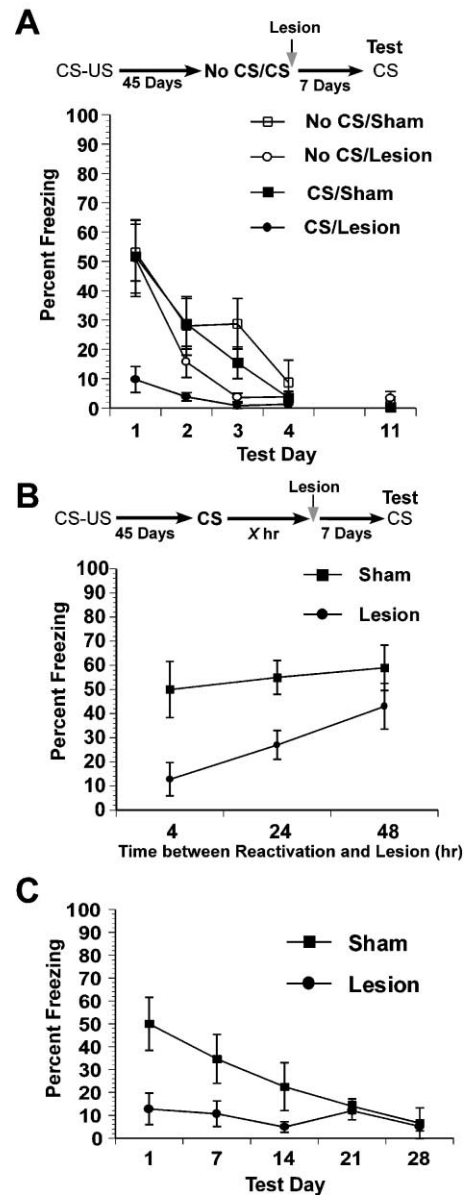 A
Lesion
Test
CS-US
No CS/CS
CS
45 Days
7 Days
100
90
80
70
60
50
40
30
20
10
0
Percent Freezing
No CS/Sham
No CS/Lesion
CS/Sham
CS/Lesion
1 2 3 4 11
Test Day
B
Lesion
Test
CS-US
CS
CS
45 Days
X hr
7 Days
100
90
80
70
60
50
40
30
20
10
0
Percent Freezing
Sham
Lesion
4 24 48
Time between Reactivation and Lesion (hr)
C
100
90
80
70
60
50
40
30
20
10
0
Percent Freezing
Sham
Lesion
1 7 14 21 28
Test Day